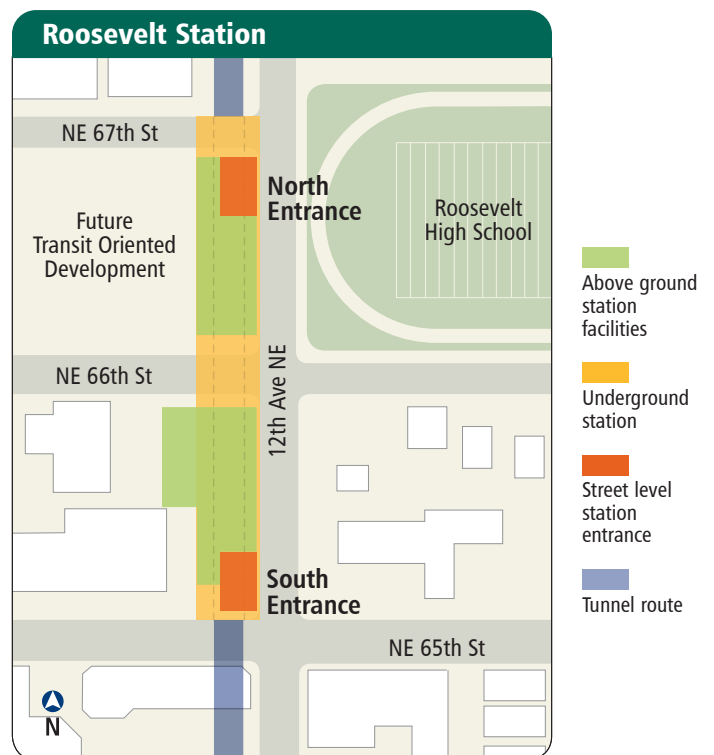 Roosevelt Station
NE 67th St
North
Entrance
Future
Transit Oriented
Development
Roosevelt
High School
NE 66th St
12th Ave NE
South
Entrance
NE 65th St
N
Above ground
station
facilities
Underground
station
Street level
station
entrance
Tunnel route